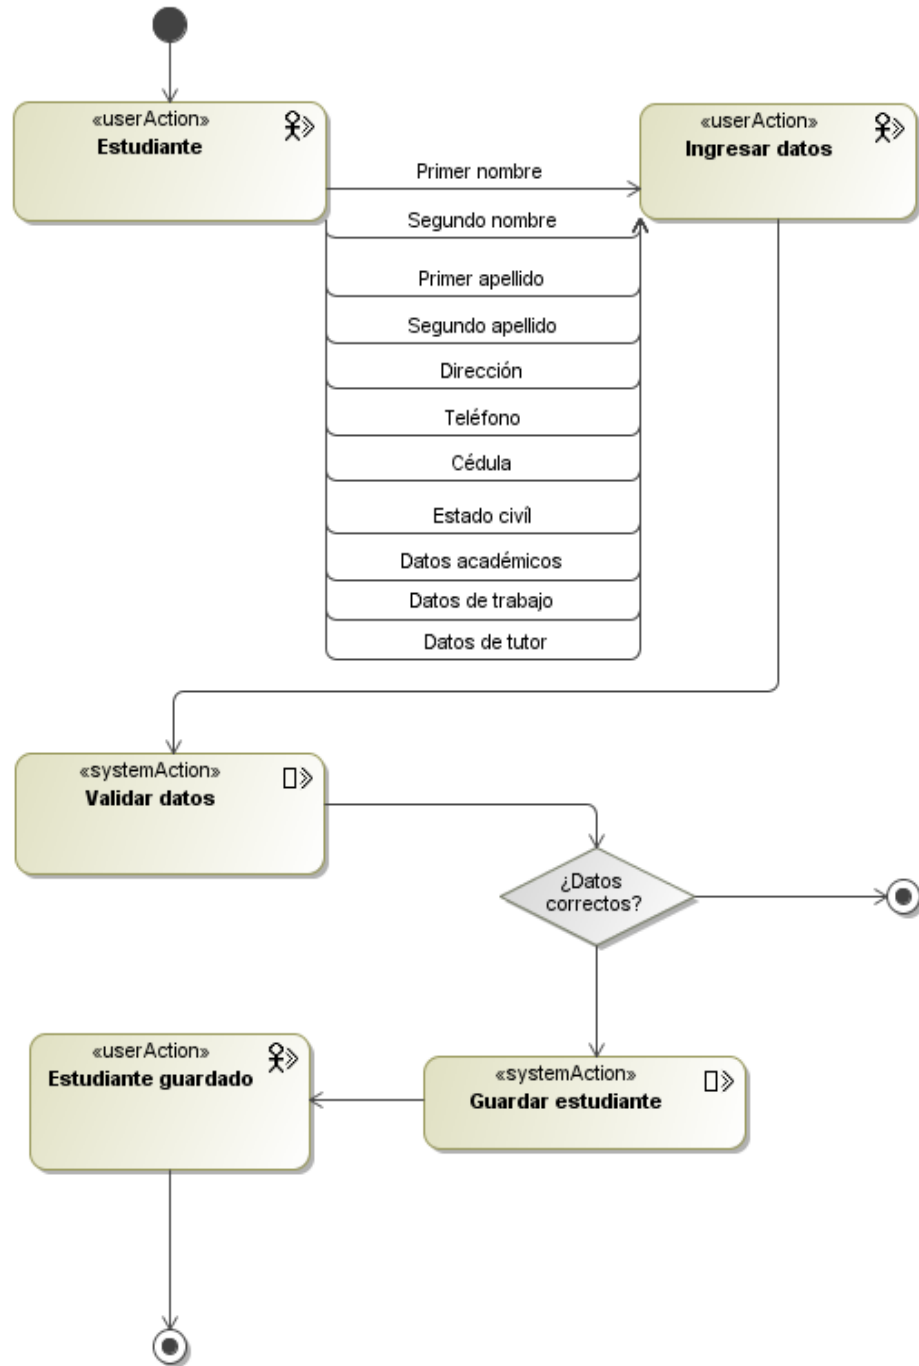 «userAction»
Estudiante
«userAction»
Ingresar datos
Primer nombre
Segundo nombre
Primer apellido
Segundo apellido
Dirección
Teléfono
Cédula
Estado civíl
Datos académicos
Datos de trabajo
Datos de tutor
«systemAction»
Validar datos
¿Datos
correctos?
«userAction»
Estudiante guardado
«systemAction»
Guardar estudiante